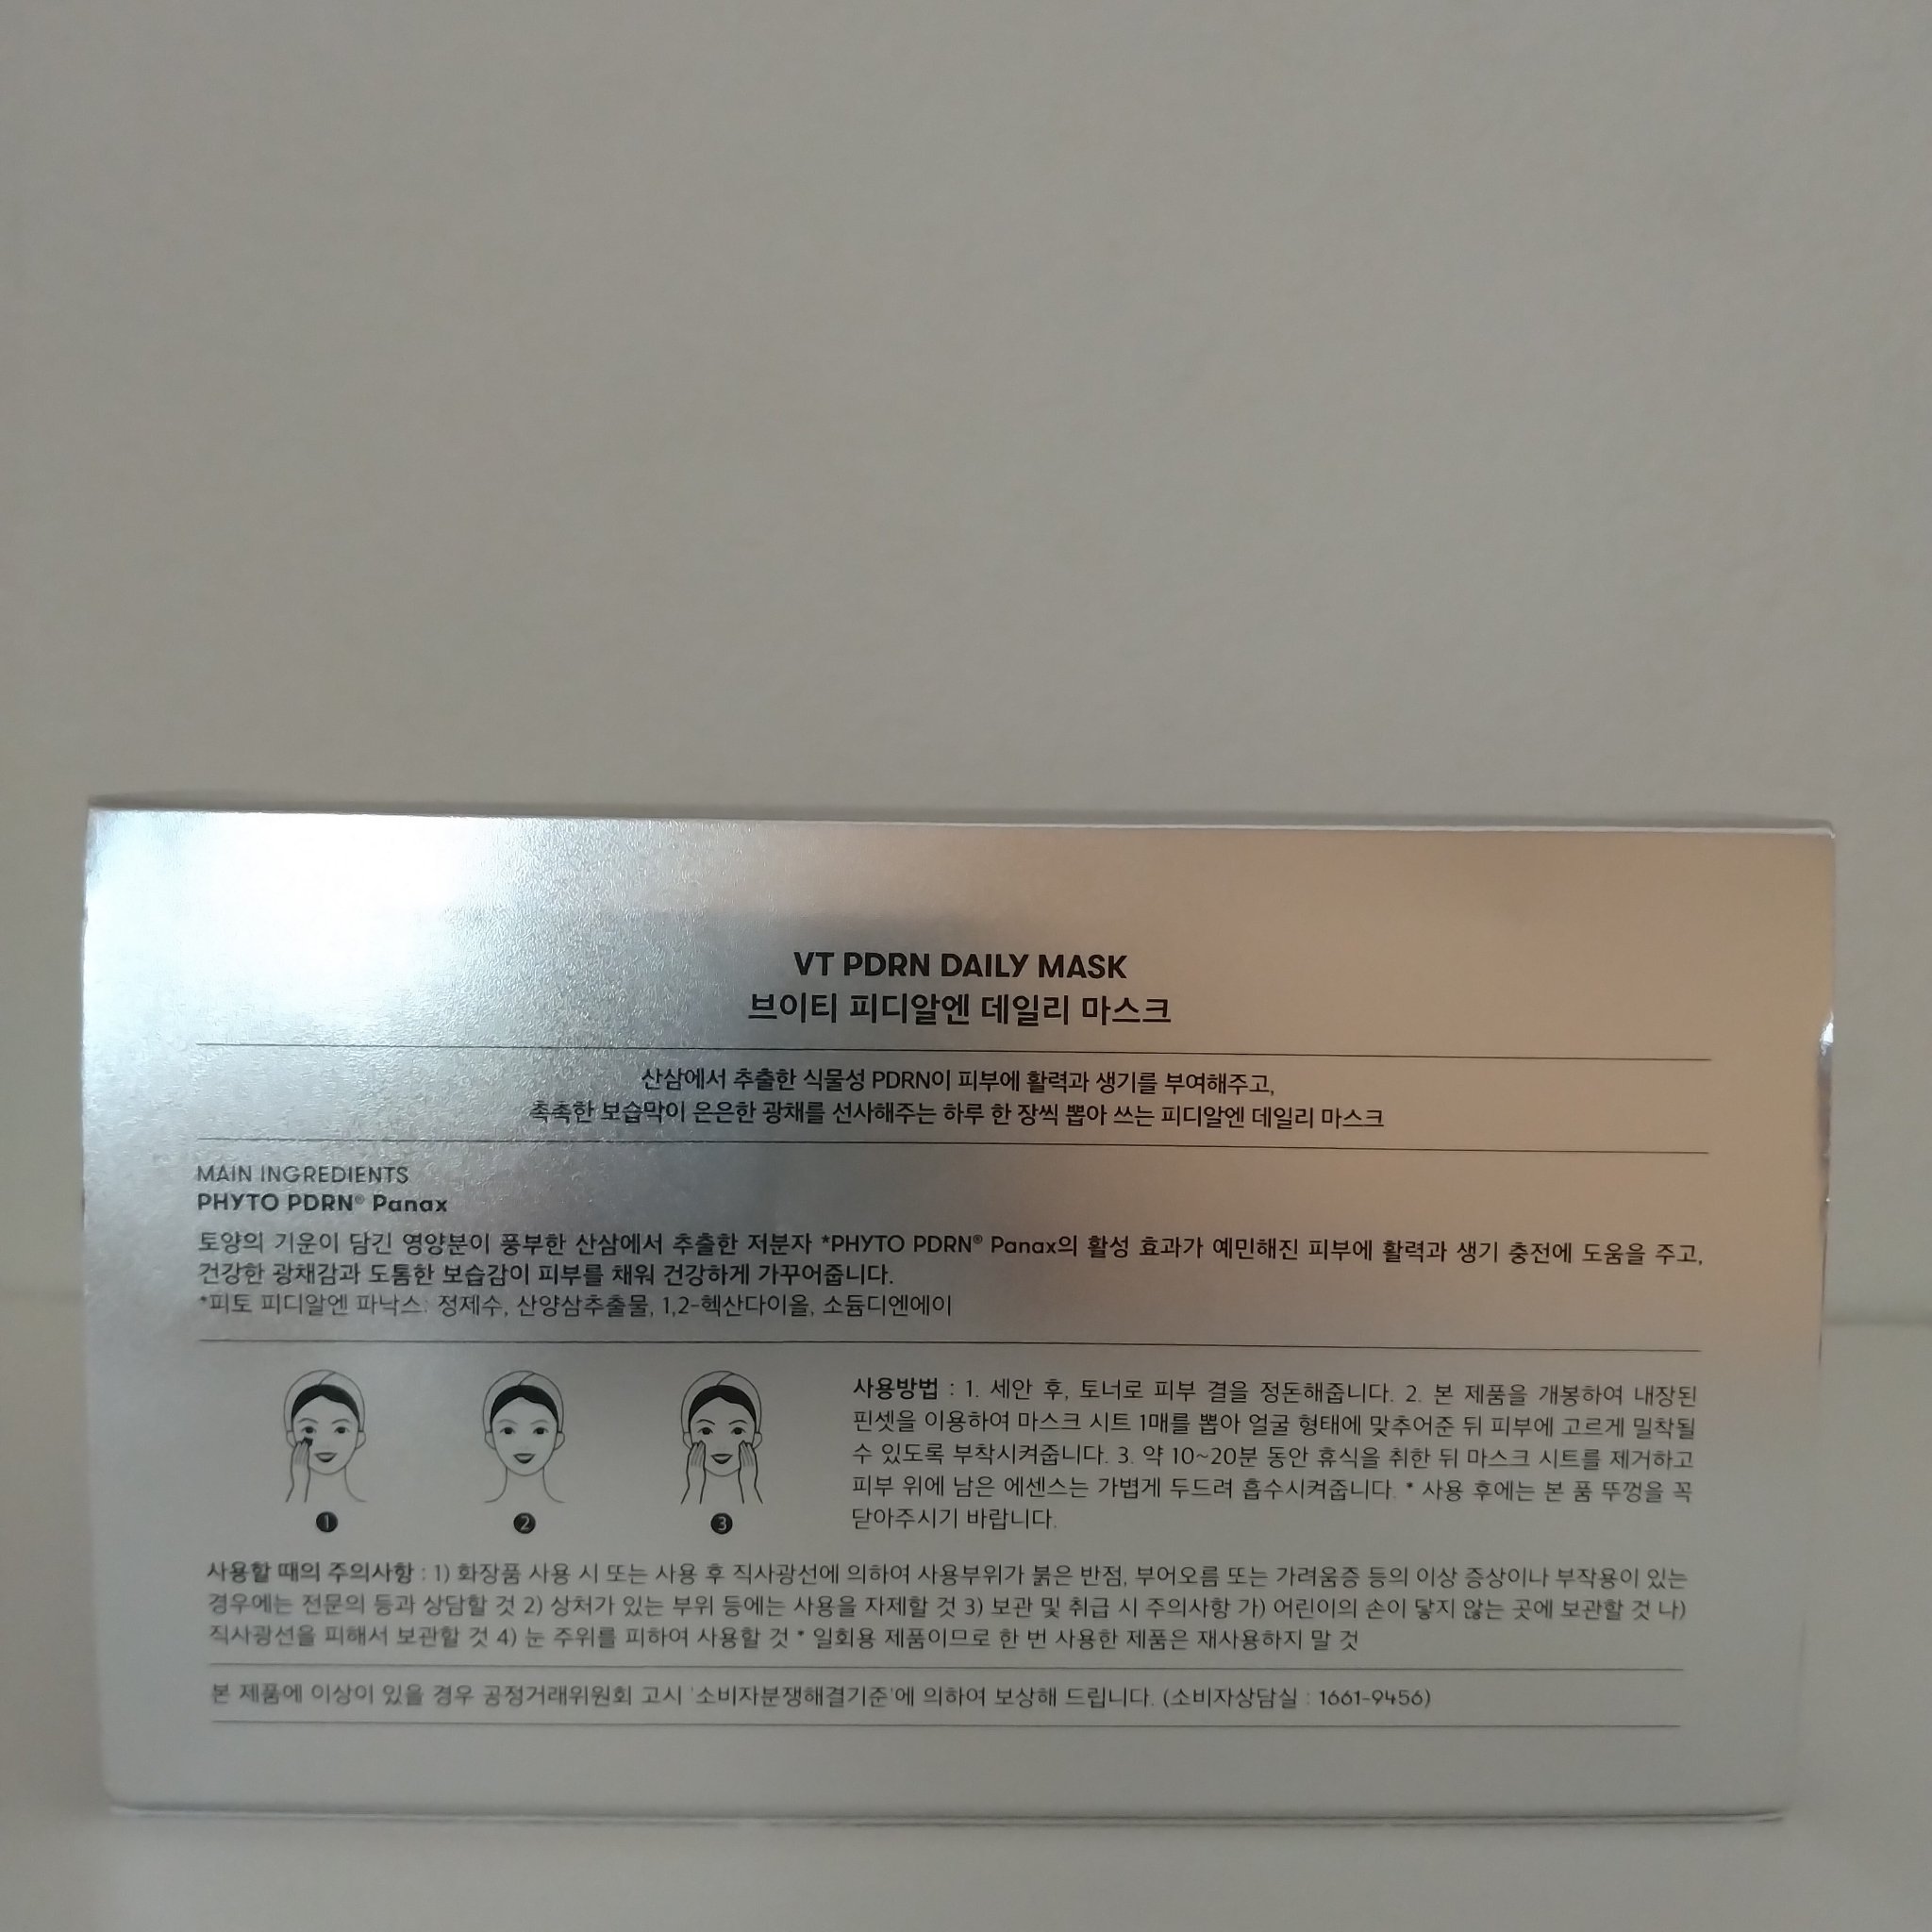 VT PDRN DAILY MASK
브이티 피디알엔 데일리 마스크
산삼에서 추출한 식물성 PDRN이 피부에 활력과 생기를 부여해주고,
촉촉한 보습막이 은은한 광채를 선사해주는 하루 한 장씩 뽑아 쓰는 피디알엔 데일리 마스크
MAIN INGREDIENTS
PHYTO PDRN® Panax
토양의 기운이 담긴 영양분이 풍부한 산삼에서 추출한 저분자 *PHYTO PDRN® Panax의 활성 효과가 예민해진 피부에 활력과 생기 충전에 도움을 주고,
건강한 광채감과 도톰한 보습감이 피부를 채워 건강하게 가꾸어줍니다.
*피토 피디알엔 파낙스: 정제수, 산양삼추출물, 1,2-헥산다이올, 소듐디엔에이
사용방법 : 1. 세안 후, 토너로 피부 결을 정돈해줍니다. 2. 본 제품을 개봉하여 내장된
핀셋을 이용하여 마스크 시트 1매를 뽑아 얼굴 형태에 맞추어준 뒤 피부에 고르게 밀착될
수 있도록 부착시켜줍니다. 3. 약 10~20분 동안 휴식을 취한 뒤 마스크 시트를 제거하고
피부 위에 남은 에센스는 가볍게 두드려 흡수시켜줍니다. * 사용 후에는 본 품 뚜껑을 꼭
닫아주시기 바랍니다.
1 2 3
사용할 때의 주의사항 : 1) 화장품 사용 시 또는 사용 후 직사광선에 의하여 사용부위가 붉은 반점, 부어오름 또는 가려움증 등의 이상 증상이나 부작용이 있는
경우에는 전문의 등과 상담할 것 2) 상처가 있는 부위 등에는 사용을 자제할 것 3) 보관 및 취급 시 주의사항 가) 어린이의 손이 닿지 않는 곳에 보관할 것 나)
직사광선을 피해서 보관할 것 4) 눈 주위를 피하여 사용할 것 * 일회용 제품이므로 한 번 사용한 제품은 재사용하지 말 것
본 제품에 이상이 있을 경우 공정거래위원회 고시 '소비자분쟁해결기준'에 의하여 보상해 드립니다. (소비자상담실 : 1661-9456)